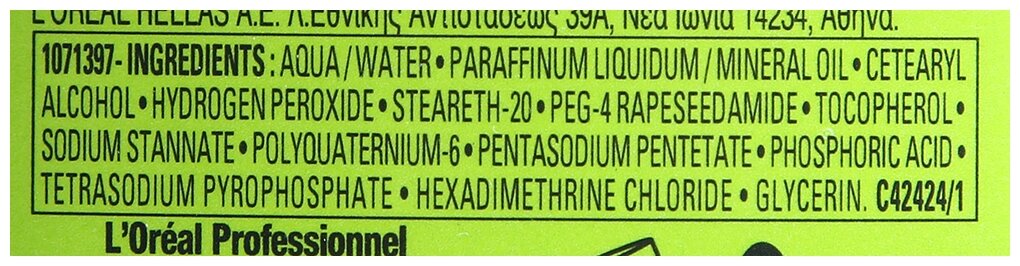 L'ORÉAL HELLAS A.E. Λ.Εθνικής Αντιστάσεως 39A, Νέα Ιωνία 14234, Αθήνα.
1071397- INGREDIENTS : AQUA / WATER • PARAFFINUM LIQUIDUM / MINERAL OIL • CETEARYL
ALCOHOL • HYDROGEN PEROXIDE • STEARETH-20 • PEG-4 RAPESEEDAMIDE • TOCOPHEROL •
SODIUM STANNATE • POLYQUATERNIUM-6 • PENTASODIUM PENTETATE • PHOSPHORIC ACID •
TETRASODIUM PYROPHOSPHATE • HEXADIMETHRINE CHLORIDE • GLYCERIN. C42424/1
L'Oréal Professionnel